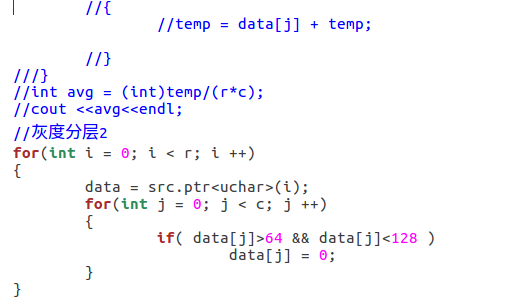 //{
//temp = data[j] + temp;
//}
///}
//int avg = (int)temp/(r*c);
//cout <<avg<<endl;
//灰度分层2
for(int i = 0; i < r; i ++)
{
data = src.ptr<uchar>(i);
for(int j = 0; j < c; j ++)
{
if( data[j]>64 && data[j]<128 )
data[j] = 0;
}
}